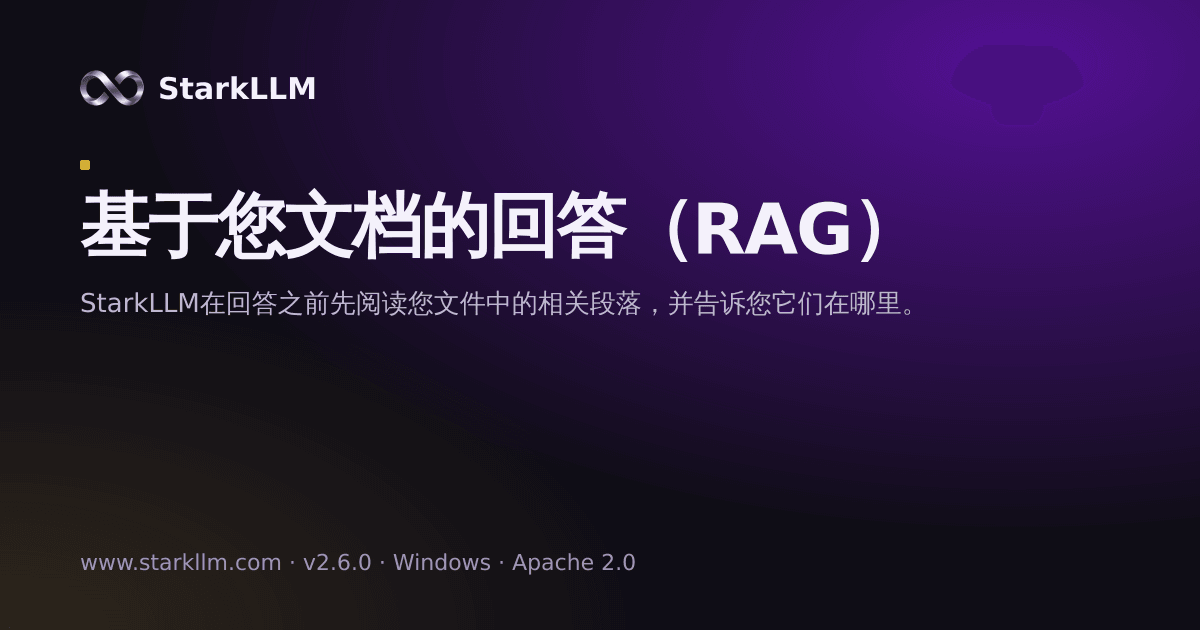 StarkLLM
基于您文档的回答（RAG）
StarkLLM在回答之前先阅读您文件中的相关段落，并告诉您它们在哪里。
www.starkllm.com · v2.6.0 · Windows · Apache 2.0